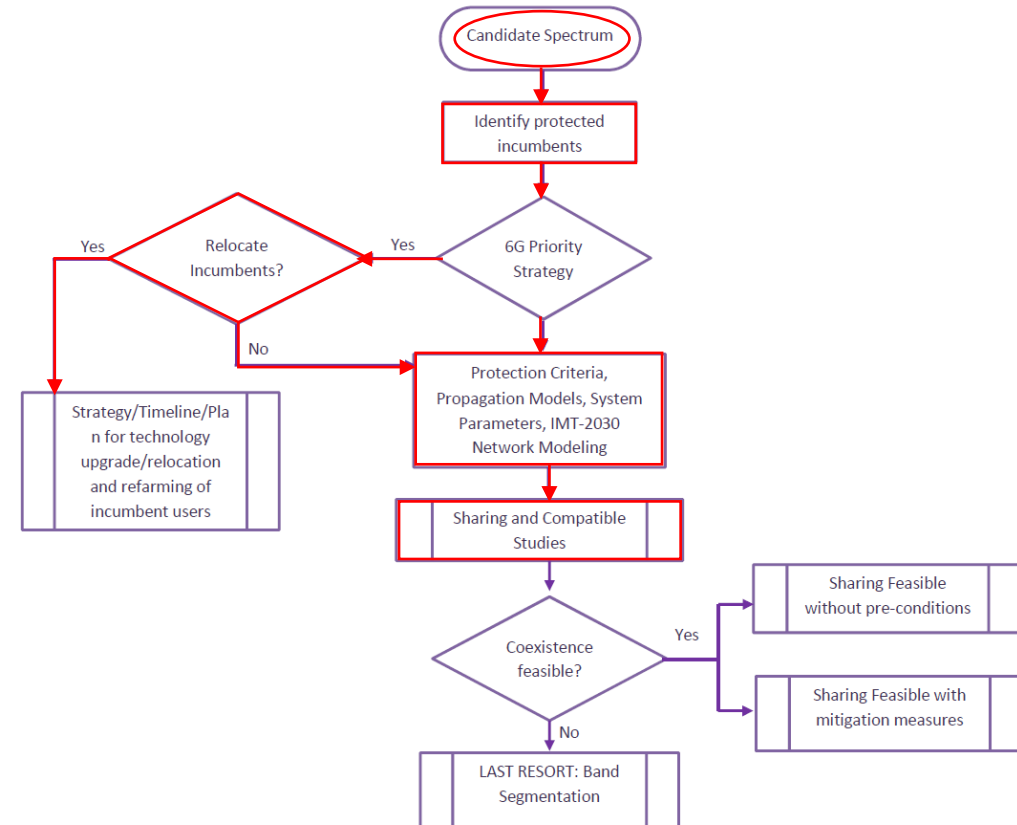 Candidate Spectrum
Identify protected
incumbents
6G Priority
Strategy
Yes
Relocate
Incumbents?
Yes
No
Strategy/Timeline/Pla
n for technology
upgrade/relocation
and refarming of
incumbent users
Protection Criteria,
Propagation Models, System
Parameters, IMT-2030
Network Modeling
Sharing and Compatible
Studies
Coexistence
feasible?
Yes
Sharing Feasible
without pre-conditions
Sharing Feasible with
mitigation measures
No
LAST RESORT: Band
Segmentation